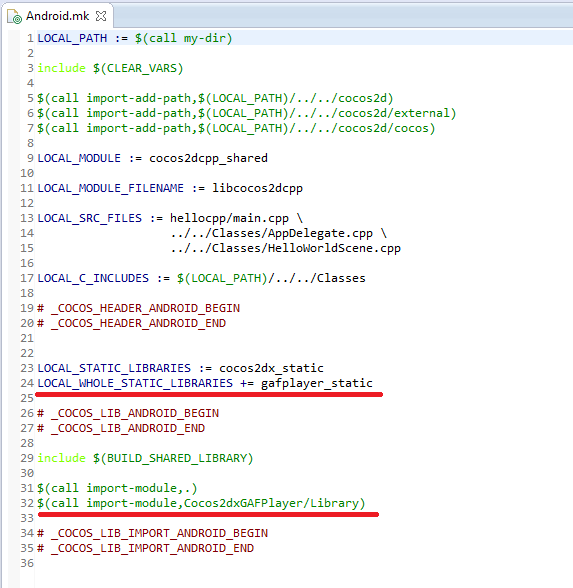 Android.mk
1 LOCAL_PATH := $(call my-dir)
2
3 include $(CLEAR_VARS)
4
5 $(call import-add-path,$(LOCAL_PATH)/../../cocos2d)
6 $(call import-add-path,$(LOCAL_PATH)/../../cocos2d/external)
7 $(call import-add-path,$(LOCAL_PATH)/../../cocos2d/cocos)
8
9 LOCAL_MODULE := cocos2dcpp_shared
10
11 LOCAL_MODULE_FILENAME := libcocos2dcpp
12
13 LOCAL_SRC_FILES := hellocpp/main.cpp \
14 ../../Classes/AppDelegate.cpp \
15 ../../Classes/HelloWorldScene.cpp
16
17 LOCAL_C_INCLUDES := $(LOCAL_PATH)/../../Classes
18
19 # _COCOS_HEADER_ANDROID_BEGIN
20 # _COCOS_HEADER_ANDROID_END
21
22
23 LOCAL_STATIC_LIBRARIES := cocos2dx_static
24 LOCAL_WHOLE_STATIC_LIBRARIES += gafplayer_static
25
26 # _COCOS_LIB_ANDROID_BEGIN
27 # _COCOS_LIB_ANDROID_END
28
29 include $(BUILD_SHARED_LIBRARY)
30
31 $(call import-module,.)
32 $(call import-module,Cocos2dxGAFPlayer/Library)
33
34 # _COCOS_LIB_IMPORT_ANDROID_BEGIN
35 # _COCOS_LIB_IMPORT_ANDROID_END
36